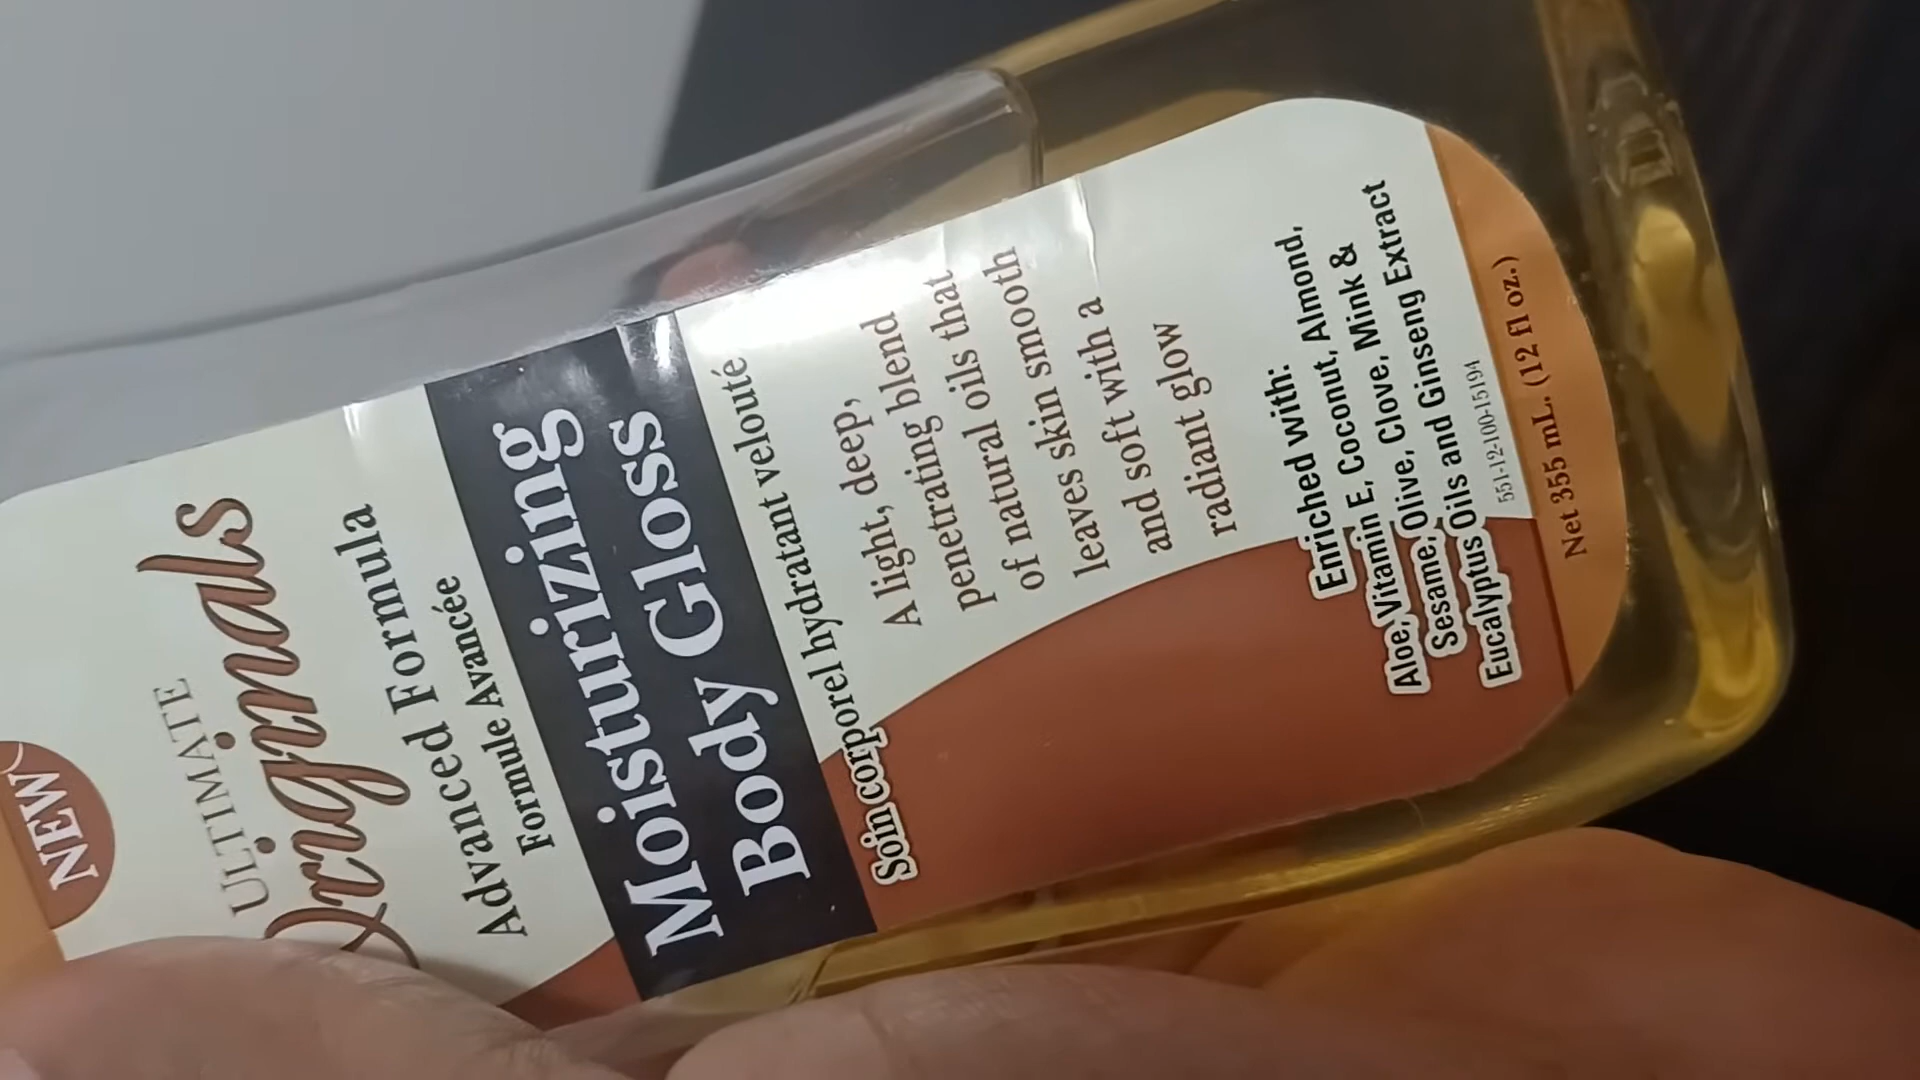 NEW
ULTIMATE
Originals
Advanced Formula
Formule Avancée
Moisturizing
Body Gloss
Soin corporel hydratant velouté
A light, deep,
penetrating blend
of natural oils that
leaves skin smooth
and soft with a
radiant glow
Enriched with:
Aloe, Vitamin E, Coconut, Almond,
Sesame, Olive, Clove, Mink &
Eucalyptus Oils and Ginseng Extract
551-12-100-15194
Net 355 mL. (12 fl oz.)